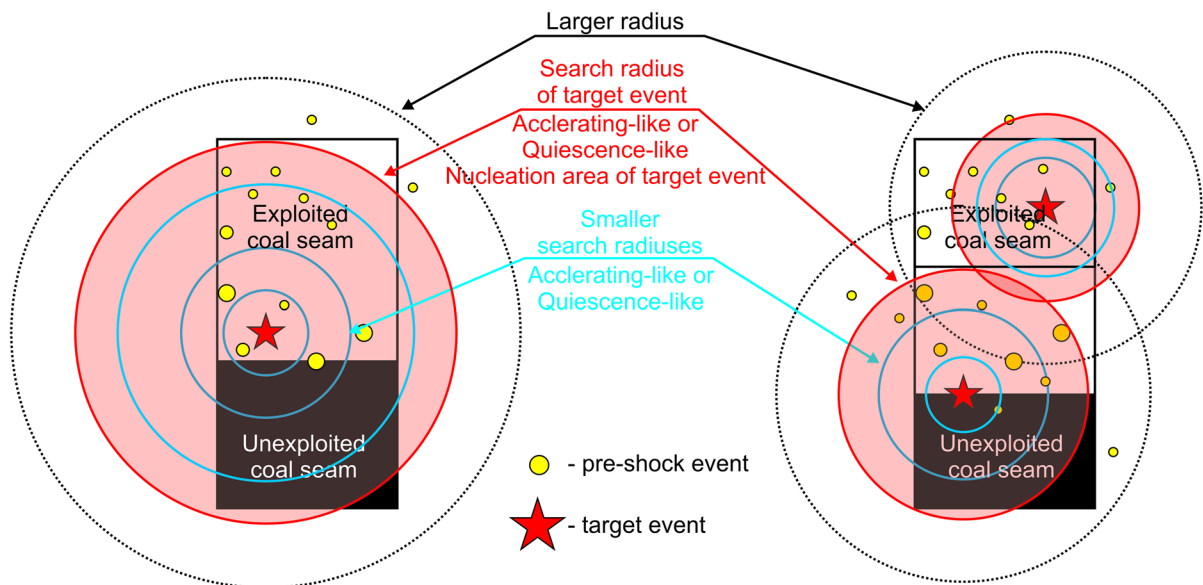 Larger radius
Search radius
of target event
Acclerating-like or
Quiescence-like
Nucleation area of target event
Smaller
search radiuses
Acclerating-like or
Quiescence-like
Exploited
coal seam
Unexploited
coal seam
Exploited
coal seam
Unexploited
coal seam
- pre-shock event
- target event